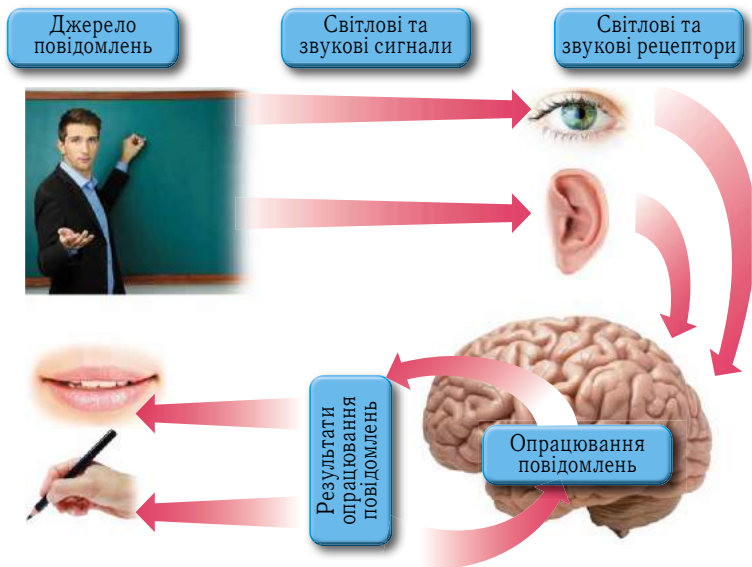 Джерело
повідомлень
Світлові та
звукові сигнали
Світлові та
звукові рецептори
Результати
опрацювання
повідомлень
Опрацювання
повідомлень